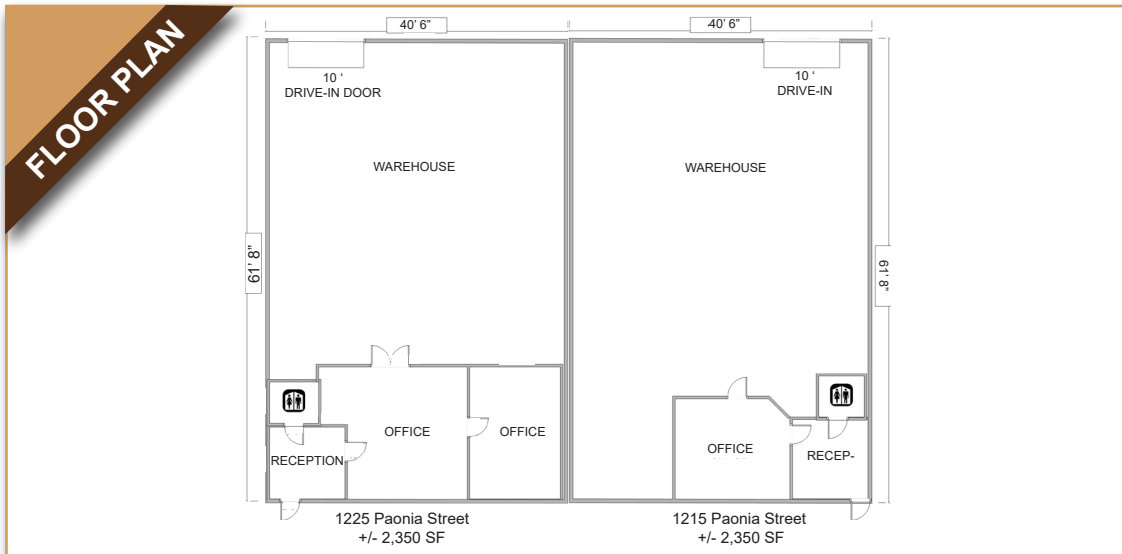 FLOOR PLAN
40' 6”
40' 6”
10 ‘
DRIVE-IN DOOR
10 ‘
DRIVE-IN
WAREHOUSE
WAREHOUSE
61’ 8”
61’ 8”
OFFICE
OFFICE
RECEPTION
OFFICE
RECEP-
1225 Paonia Street
+/- 2,350 SF
1215 Paonia Street
+/- 2,350 SF